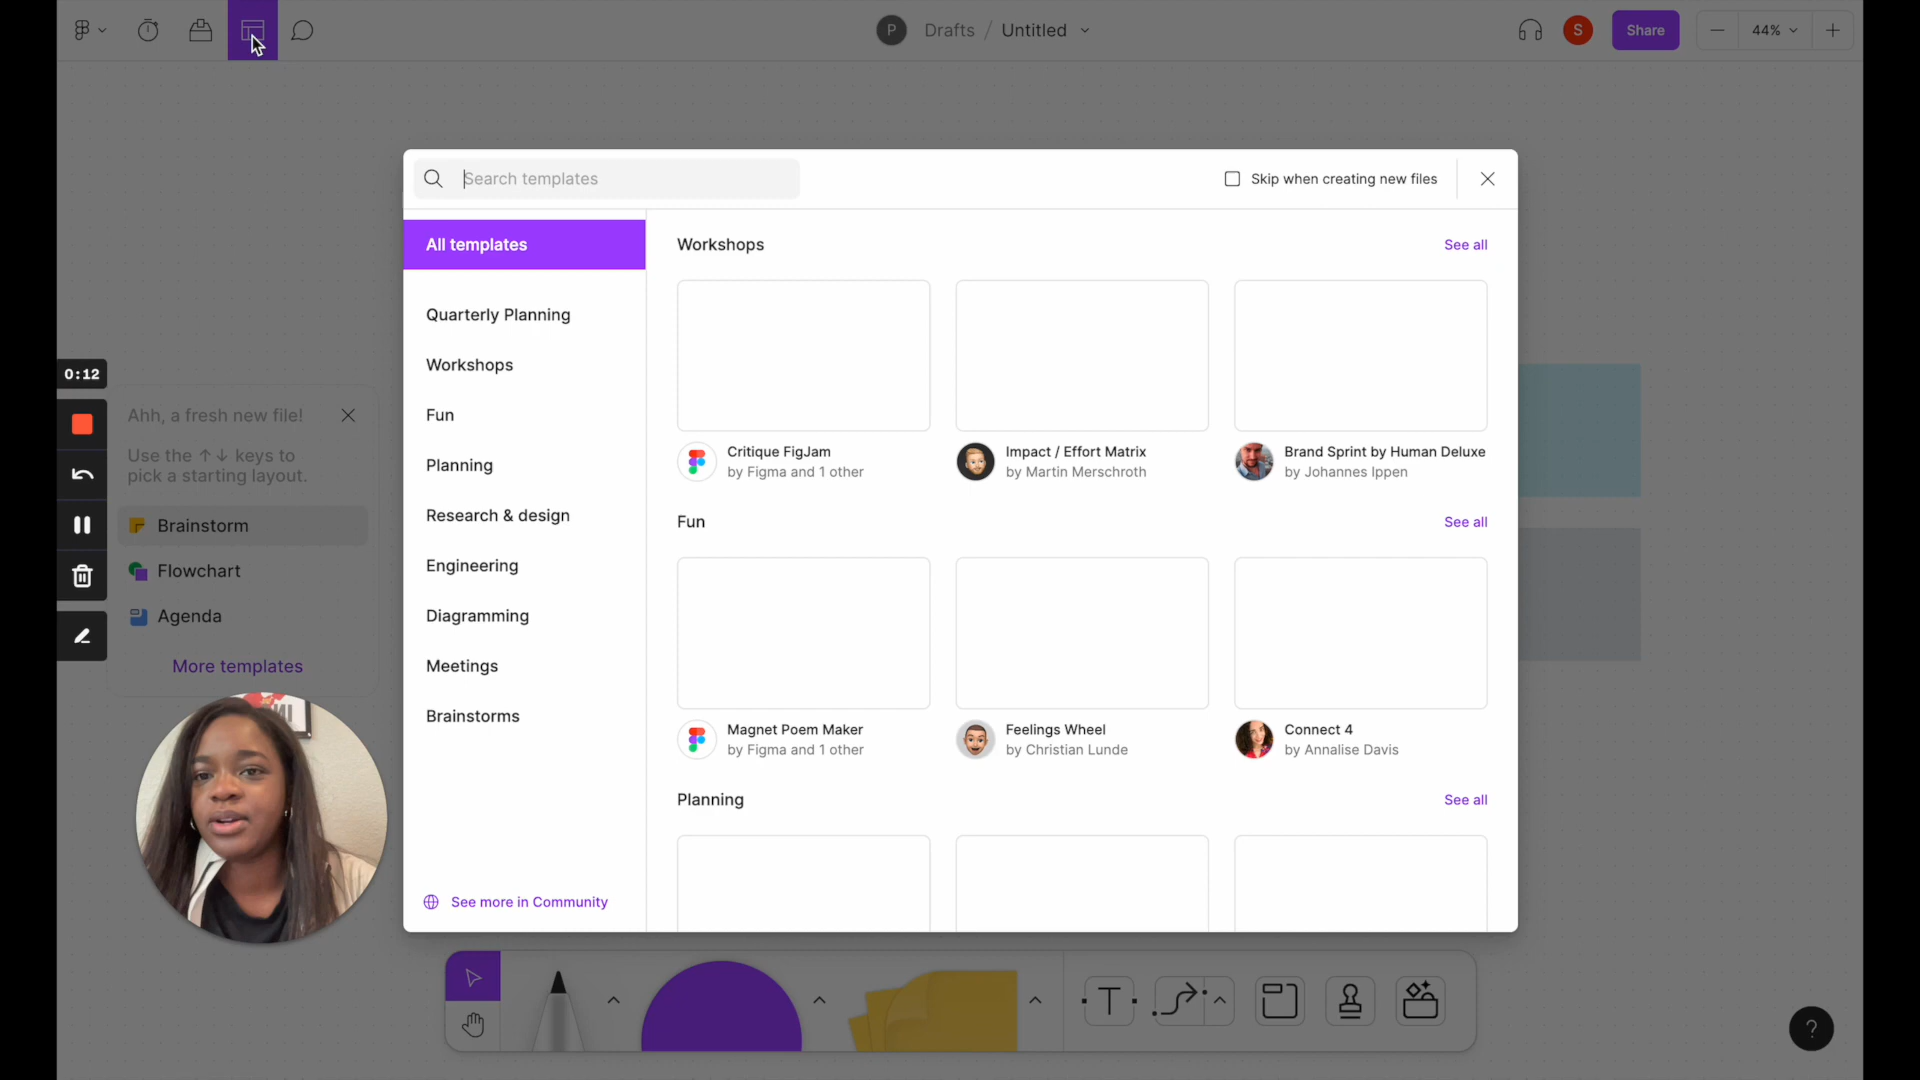 P
Drafts / Untitled
S
Share
44%
Search templates
Skip when creating new files
All templates
Quarterly Planning
Workshops
Fun
Planning
Research & design
Engineering
Diagramming
Meetings
Brainstorms
See more in Community
Workshops
See all
Critique FigJam
by Figma and 1 other
Impact / Effort Matrix
by Martin Merschroth
Brand Sprint by Human Deluxe
by Johannes Ippen
Fun
See all
Magnet Poem Maker
by Figma and 1 other
Feelings Wheel
by Christian Lunde
Connect 4
by Annalise Davis
Planning
See all
0:12
Ahh, a fresh new file!
Use the ↑↓ keys to
pick a starting layout.
Brainstorm
Flowchart
Agenda
More templates
T
?